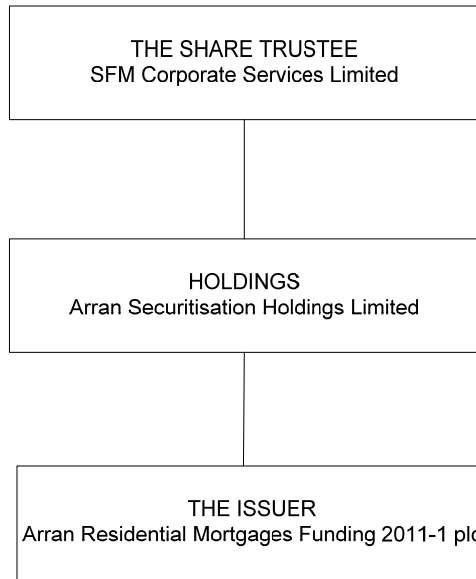 THE SHARE TRUSTEE
SFM Corporate Services Limited
HOLDINGS
Arran Securitisation Holdings Limited
THE ISSUER
Arran Residential Mortgages Funding 2011-1 plc